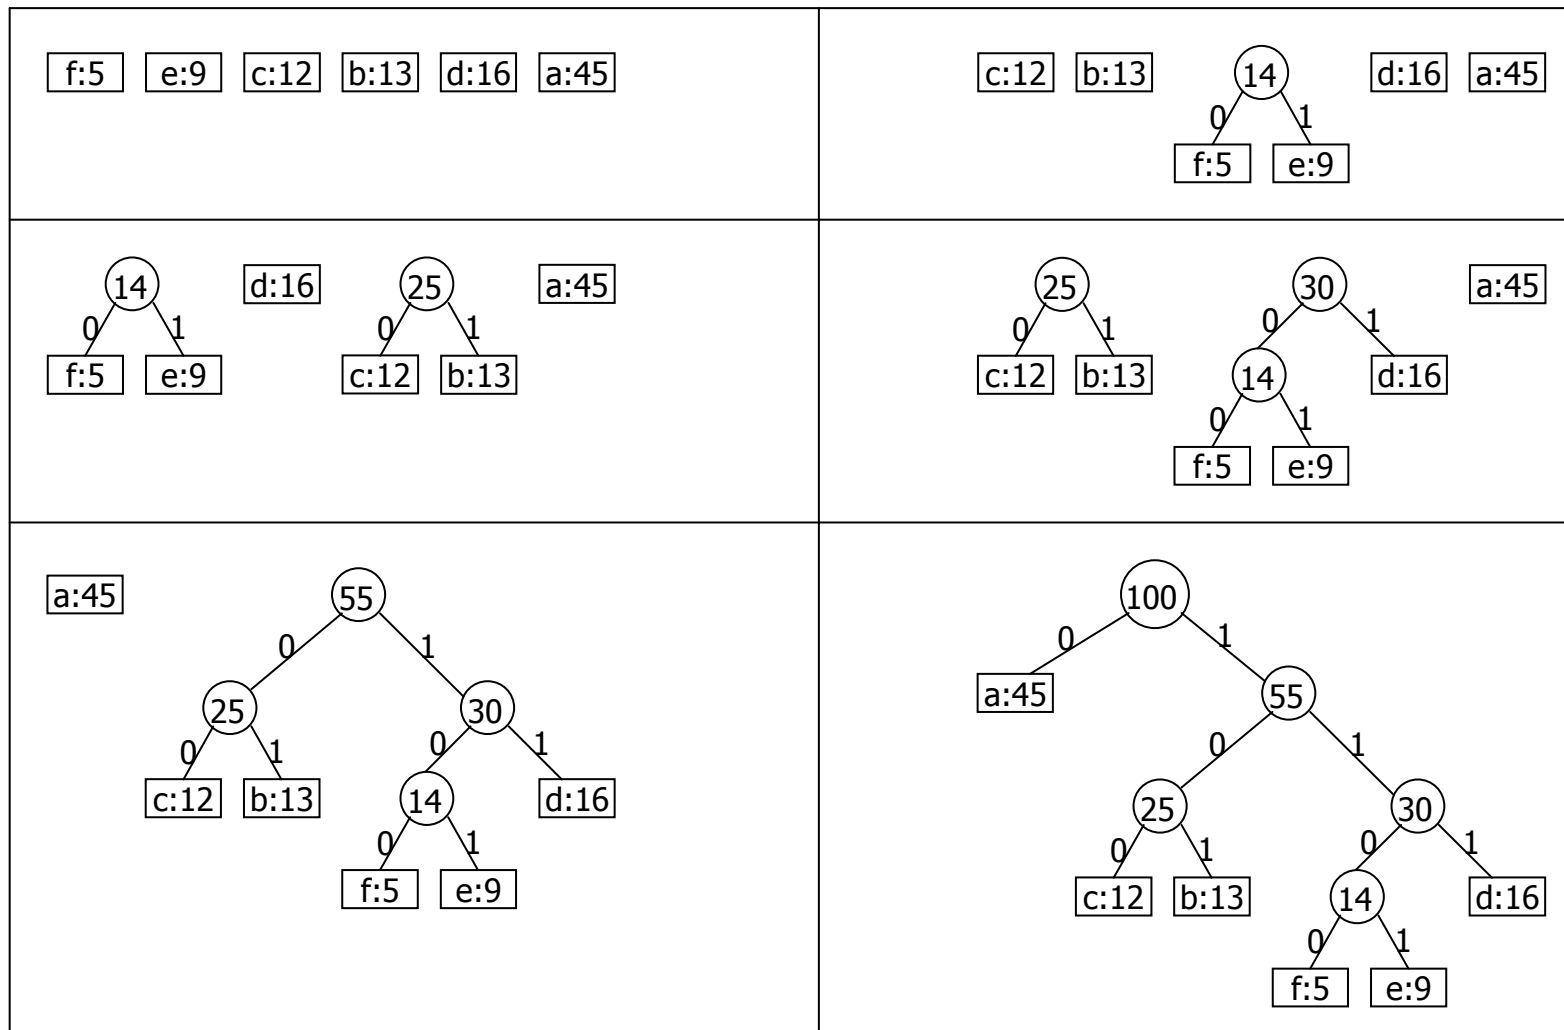 f:5 e:9 c:12 b:13 d:16 a:45
c:12 b:13 14 d:16 a:45
0 1
f:5 e:9
14 d:16 25 a:45
0 1 0 1
f:5 e:9 c:12 b:13
25 30 a:45
0 1 0 1
c:12 b:13 14 d:16
0 1
f:5 e:9
a:45 55
0 1
25 30
0 1 0 1
c:12 b:13 14 d:16
0 1
f:5 e:9
100
0 1
a:45 55
0 1
25 30
0 1 0 1
c:12 b:13 14 d:16
0 1
f:5 e:9